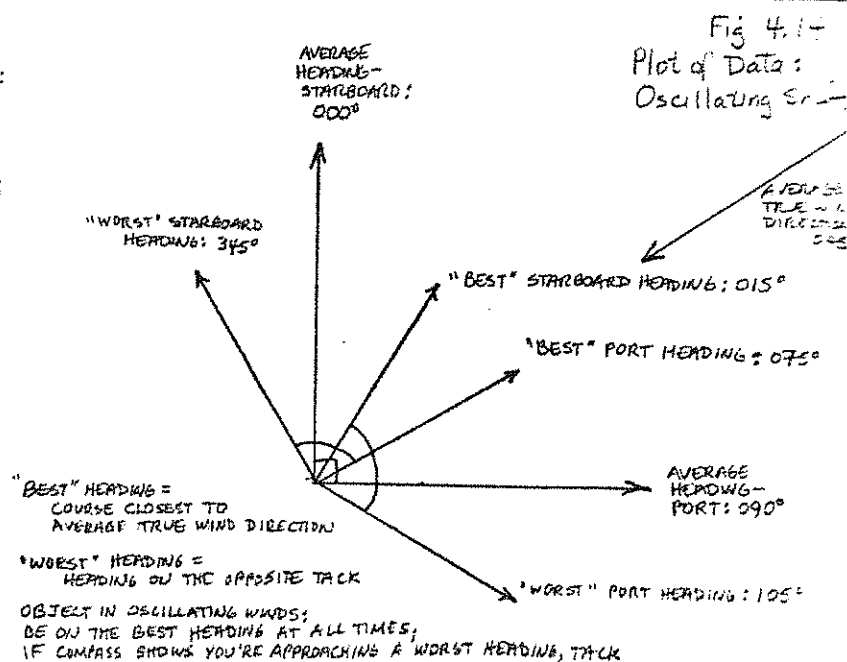 Fig 4.1
Plot of Data:
Oscillating
AVERAGE
HEADING-
STARBOARD:
000°
AVERAGE
TRUE
"WORST" STARBOARD
HEADING: 345°
"BEST" STARBOARD HEADING: 015°
"BEST" PORT HEADING: 075°
AVERAGE
HEADING-
PORT: 090°
"WORST" PORT HEADING: 105°
"BEST" HEADING =
COURSE CLOSEST TO
AVERAGE TRUE WIND DIRECTION
"WORST" HEADING =
HEADING ON THE OPPOSITE TACK
OBJECT IN OSCILLATING WINDS:
BE ON THE BEST HEADING AT ALL TIMES;
IF COMPASS SHOWS YOU'RE APPROACHING A WORST HEADING, TACK